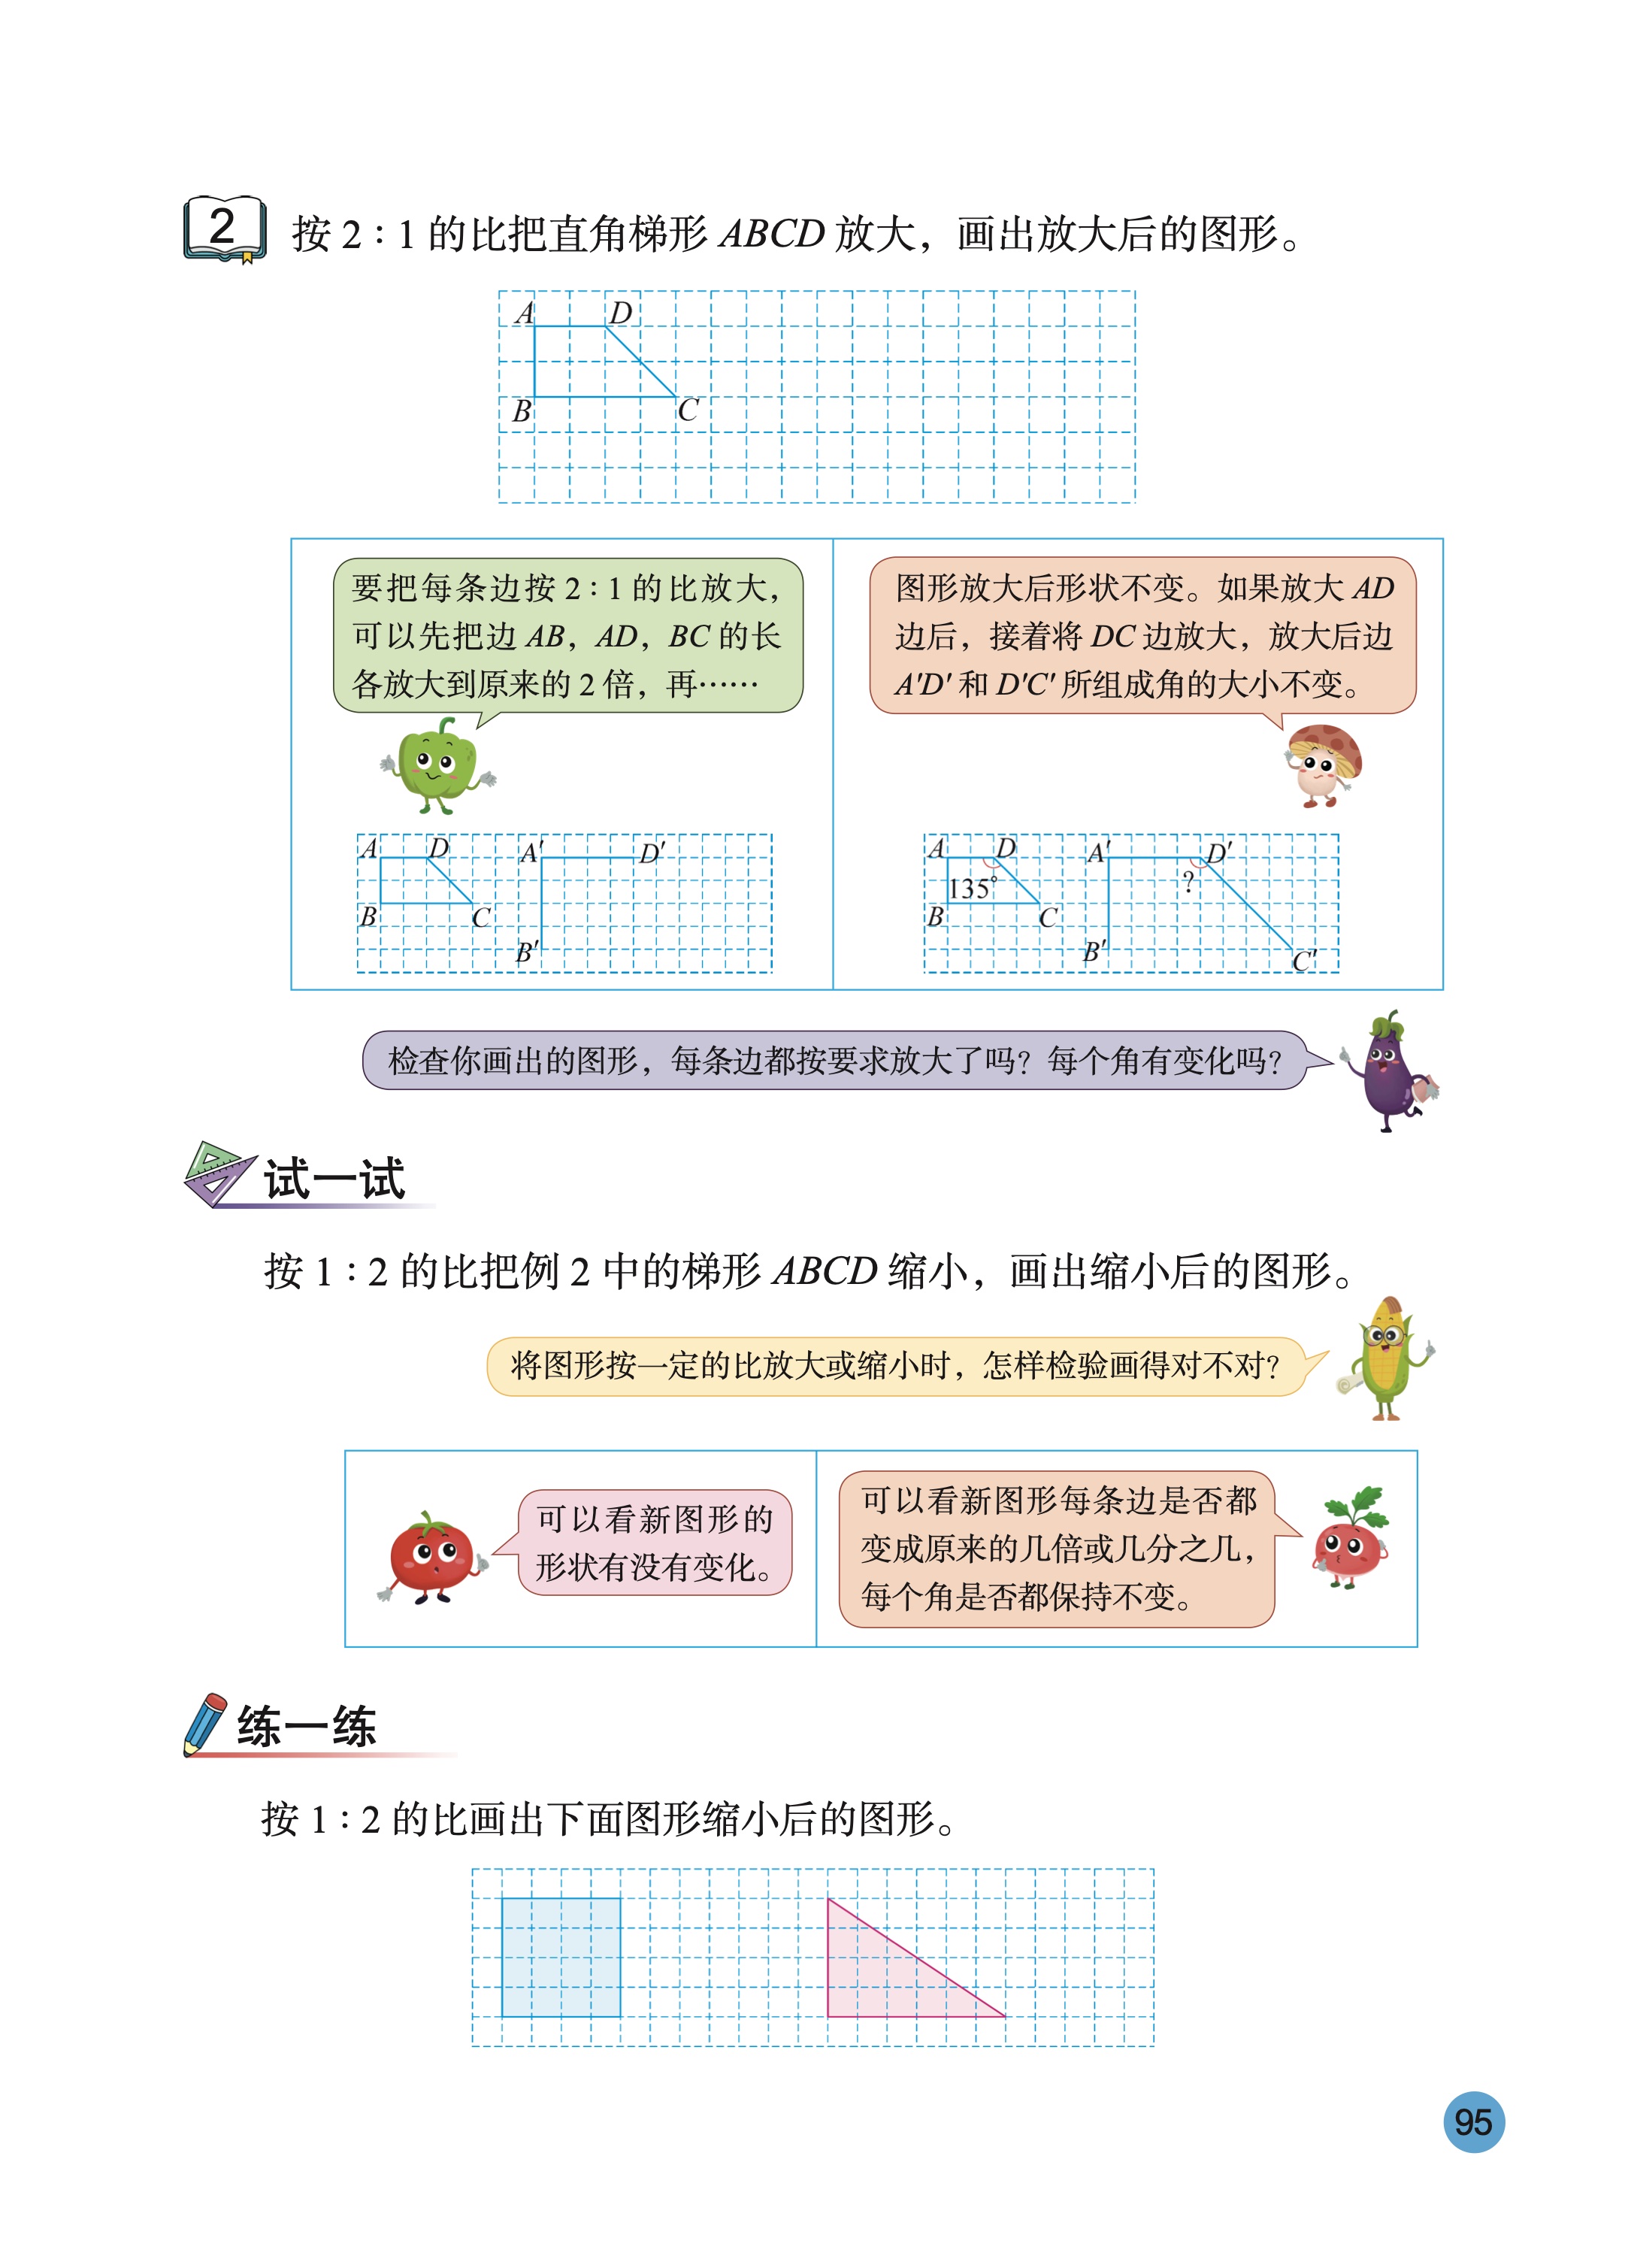 2 按 2∶1 的比把直角梯形 ABCD 放大，画出放大后的图形。
A D
B C
要把每条边按 2∶1 的比放大，
可以先把边 AB，AD，BC 的长
各放大到原来的 2 倍，再……
图形放大后形状不变。如果放大 AD
边后，接着将 DC 边放大，放大后边
A′D′ 和 D′C′ 所组成角的大小不变。
A D A′ D′
B C B′
A D A′ D′
135° ?
B C B′ C′
检查你画出的图形，每条边都按要求放大了吗？每个角有变化吗？
试一试
按 1∶2 的比把例 2 中的梯形 ABCD 缩小，画出缩小后的图形。
将图形按一定的比放大或缩小时，怎样检验画得对不对？
可以看新图形的
形状有没有变化。
可以看新图形每条边是否都
变成原来的几倍或几分之几，
每个角是否都保持不变。
练一练
按 1∶2 的比画出下面图形缩小后的图形。
95